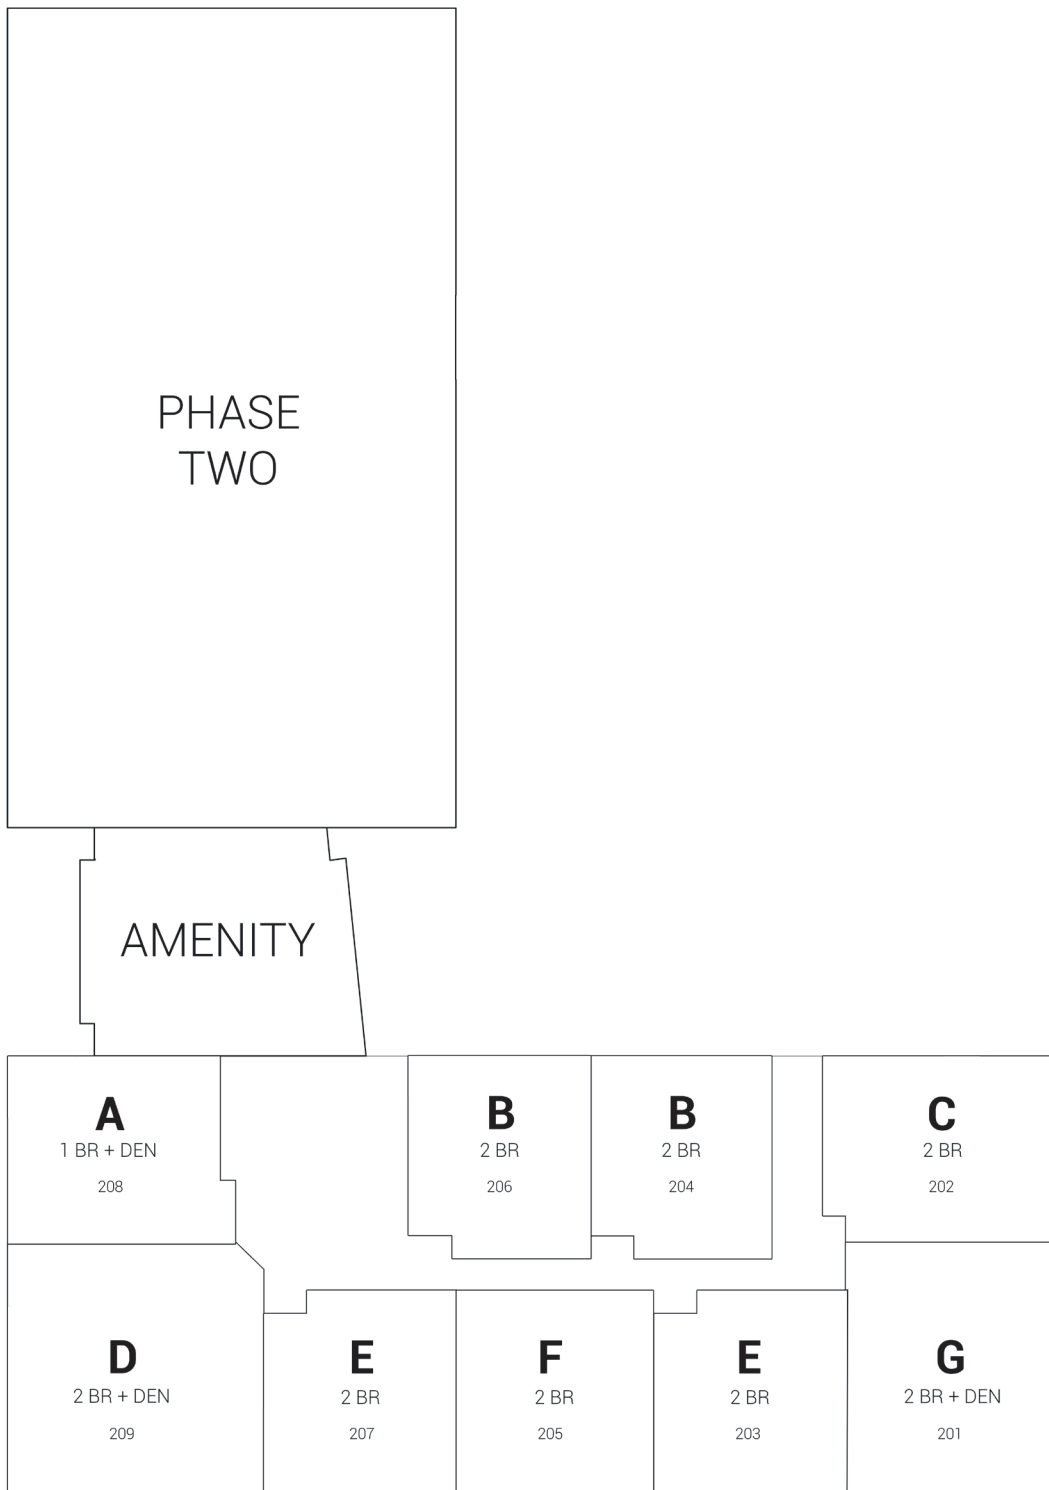 PHASE
TWO
AMENITY
A
1 BR + DEN
208
B
2 BR
206
B
2 BR
204
C
2 BR
202
D
2 BR + DEN
209
E
2 BR
207
F
2 BR
205
E
2 BR
203
G
2 BR + DEN
201